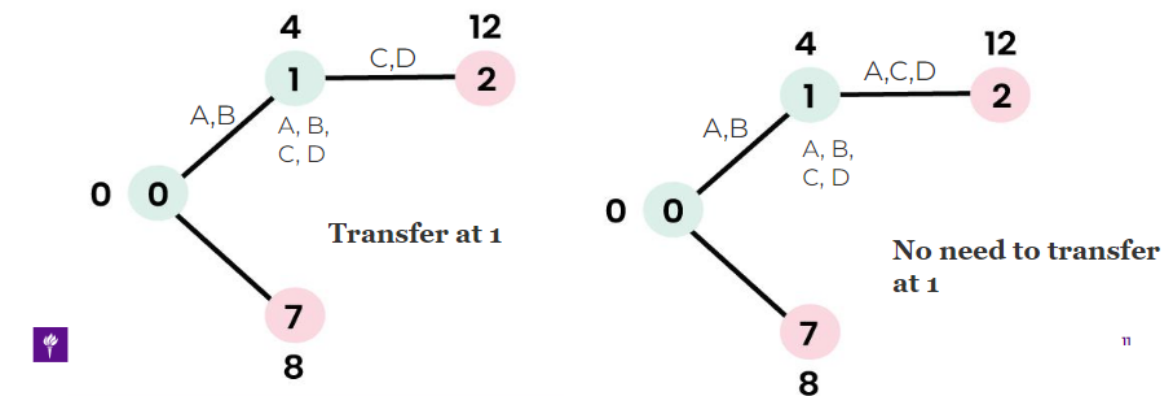 4
12
C,D
1
2
A,B
A, B,
C, D
0
0
Transfer at 1
7
8
4
12
A,C,D
1
2
A,B
A, B,
C, D
0
0
No need to transfer
at 1
7
8
11